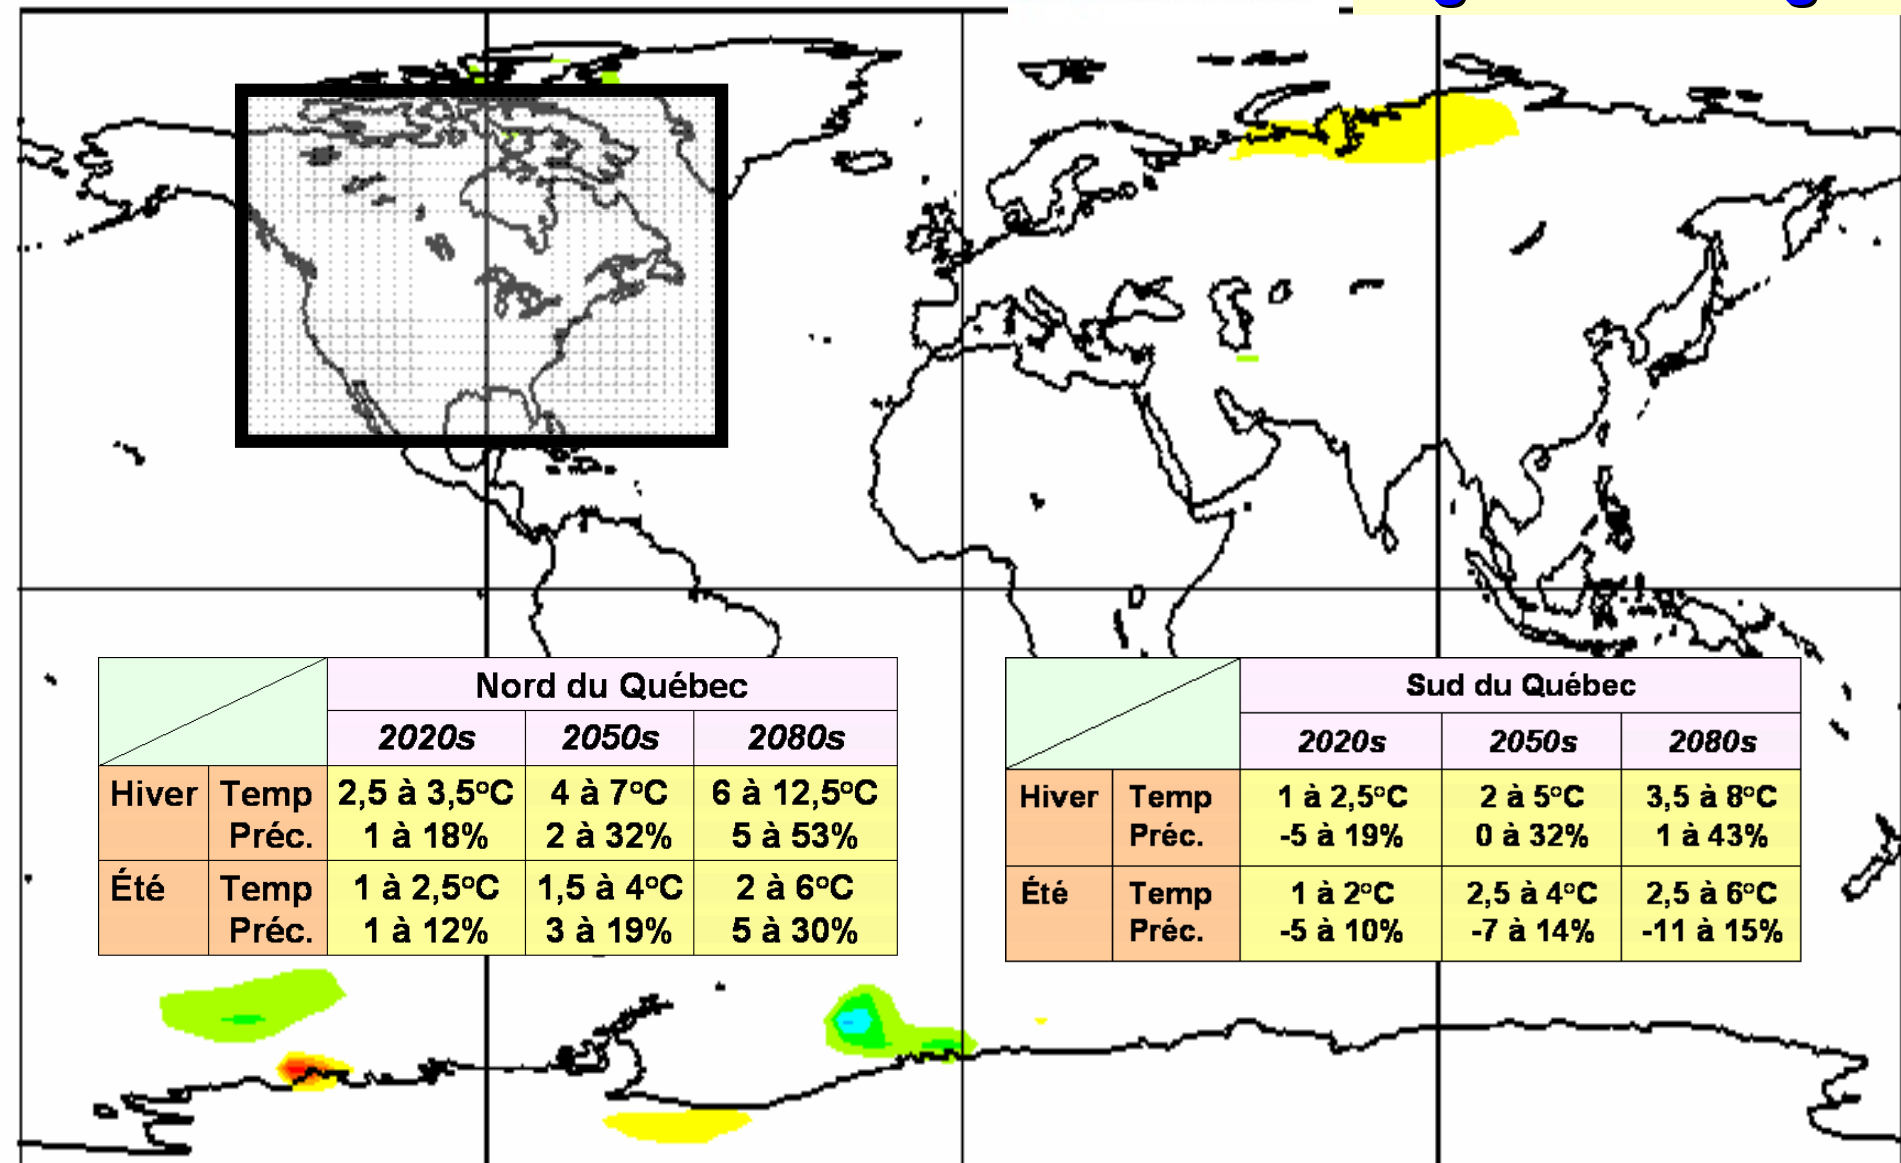 Nord du Québec
2020s 2050s 2080s
Hiver Temp 2,5 à 3,5°C 4 à 7°C 6 à 12,5°C
Préc. 1 à 18% 2 à 32% 5 à 53%
Été Temp 1 à 2,5°C 1,5 à 4°C 2 à 6°C
Préc. 1 à 12% 3 à 19% 5 à 30%
Sud du Québec
2020s 2050s 2080s
Hiver Temp 1 à 2,5°C 2 à 5°C 3,5 à 8°C
Préc. -5 à 19% 0 à 32% 1 à 43%
Été Temp 1 à 2°C 2,5 à 4°C 2,5 à 6°C
Préc. -5 à 10% -7 à 14% -11 à 15%